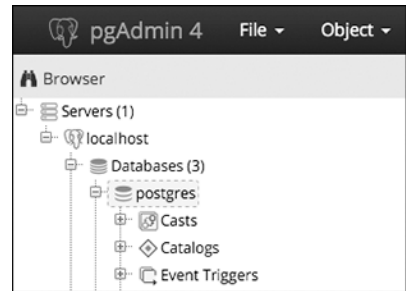 pgAdmin 4 File Object
Browser
Servers (1)
localhost
Databases (3)
postgres
Casts
Catalogs
Event Triggers